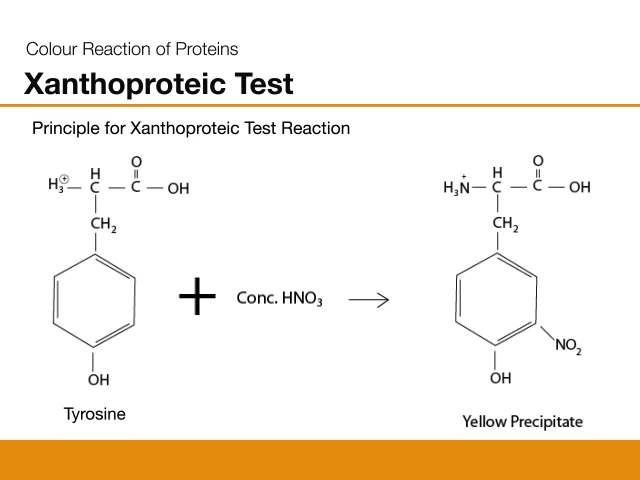 Colour Reaction of Proteins
Xanthoproteic Test
Principle for Xanthoproteic Test Reaction
O
H
H₃⊕— C — C — OH
CH₂
OH
Tyrosine
+ Conc. HNO₃ →
O
H
H₃N⁺— C — C — OH
CH₂
NO₂
OH
Yellow Precipitate